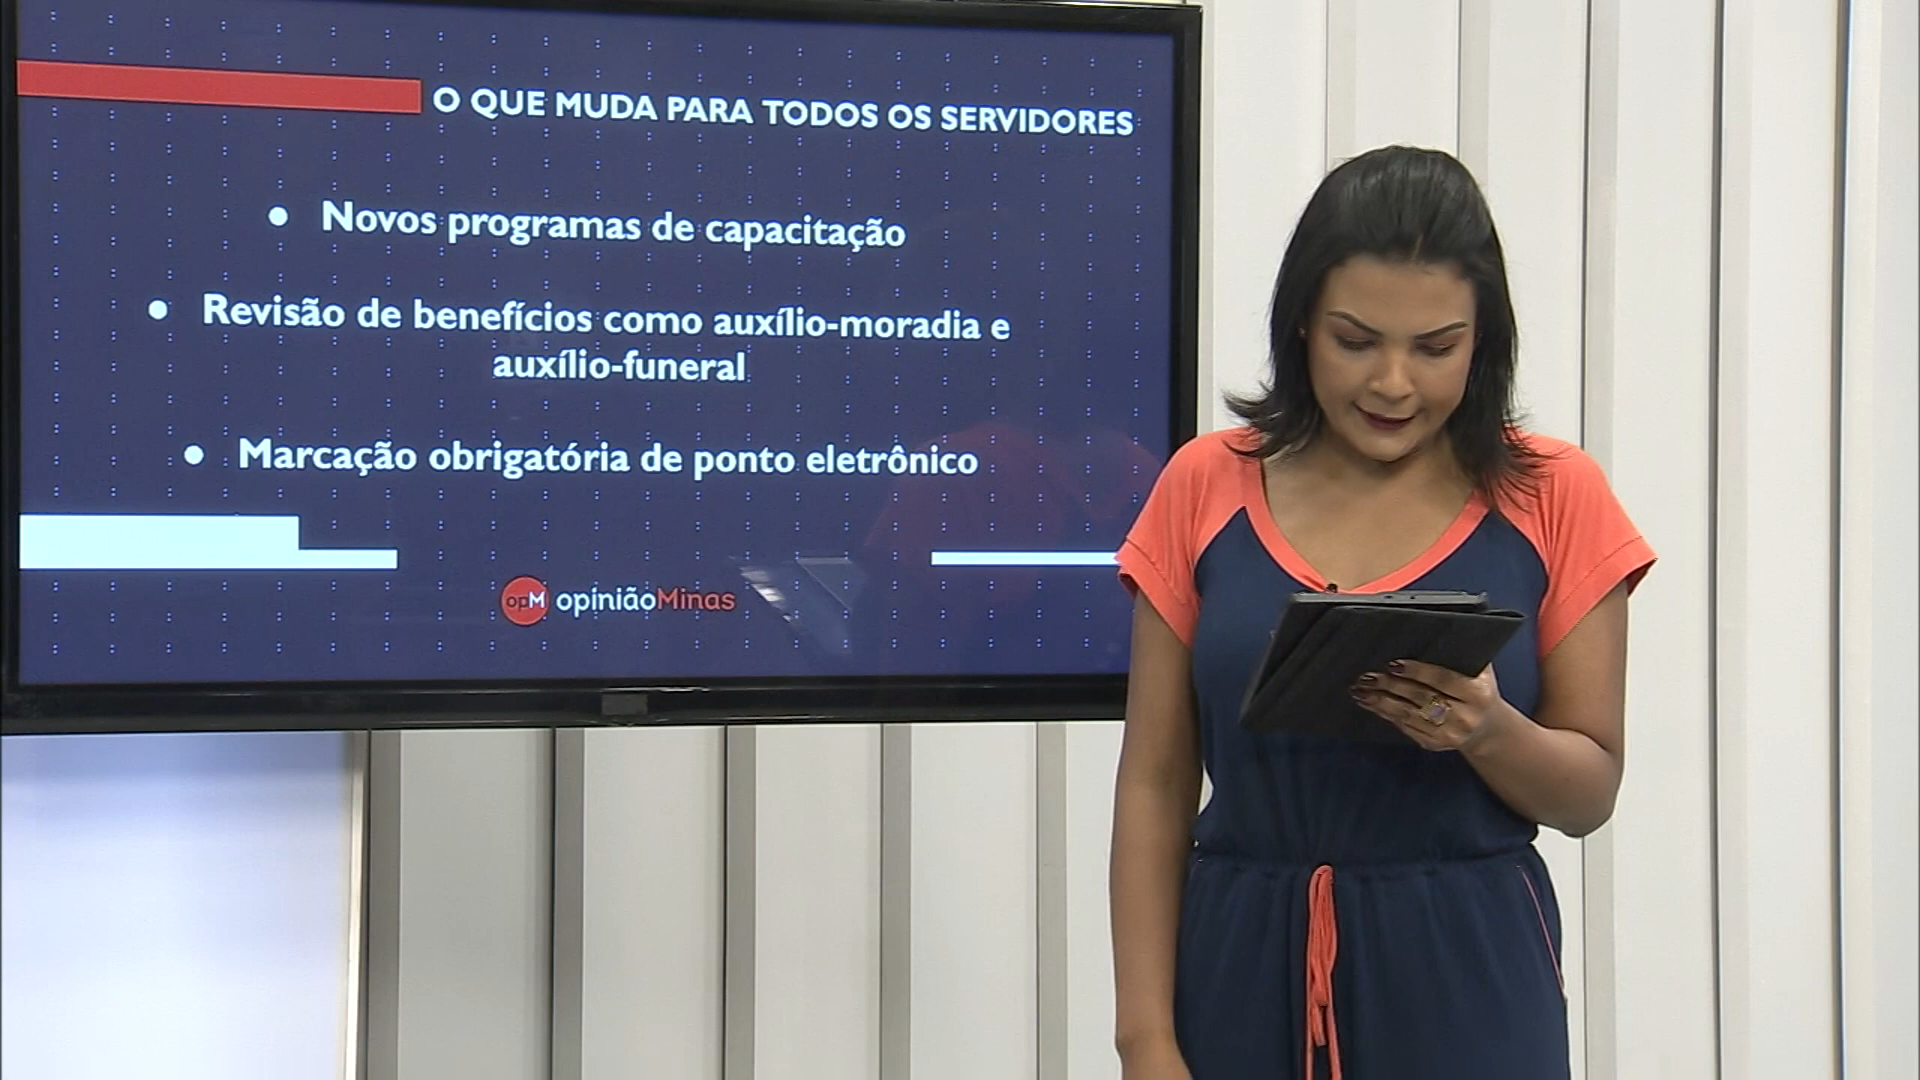 O QUE MUDA PARA TODOS OS SERVIDORES
• Novos programas de capacitação
• Revisão de benefícios como auxílio-moradia e
auxílio-funeral
• Marcação obrigatória de ponto eletrônico
opM opiniãoMinas